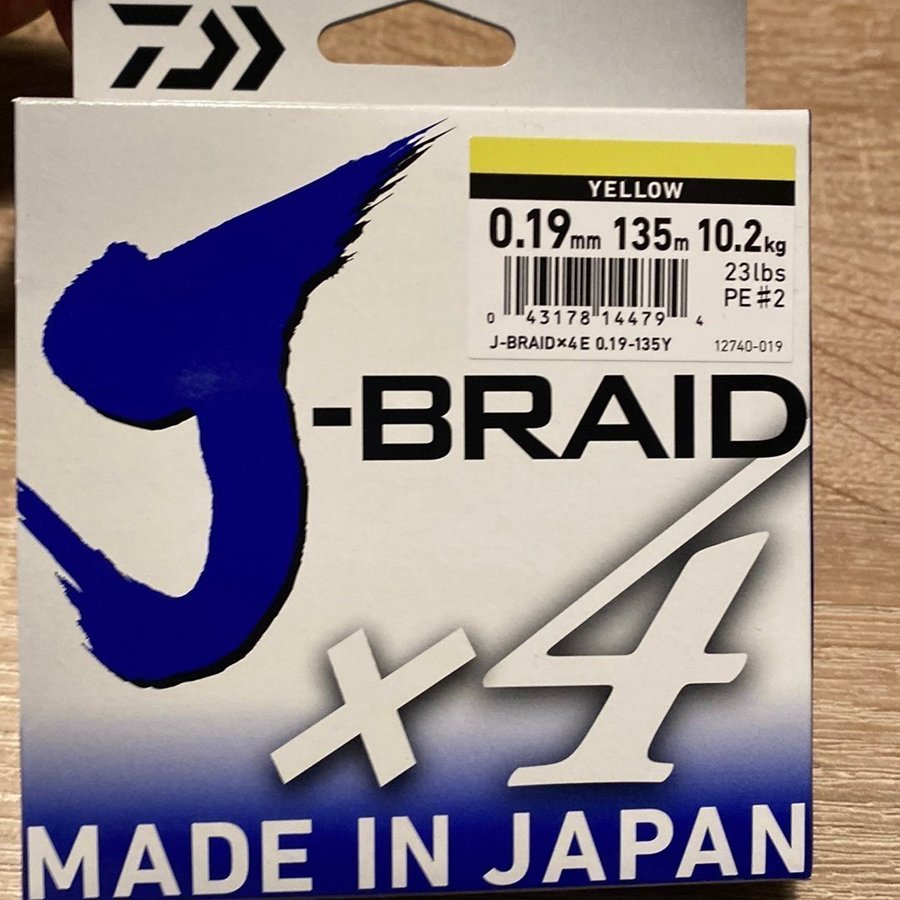 YELLOW
0.19mm 135m 10.2kg
23lbs
PE#2
0 43178 14479 4
J-BRAID×4E 0.19-135Y 12740-019
J-BRAID
×4
MADE IN JAPAN